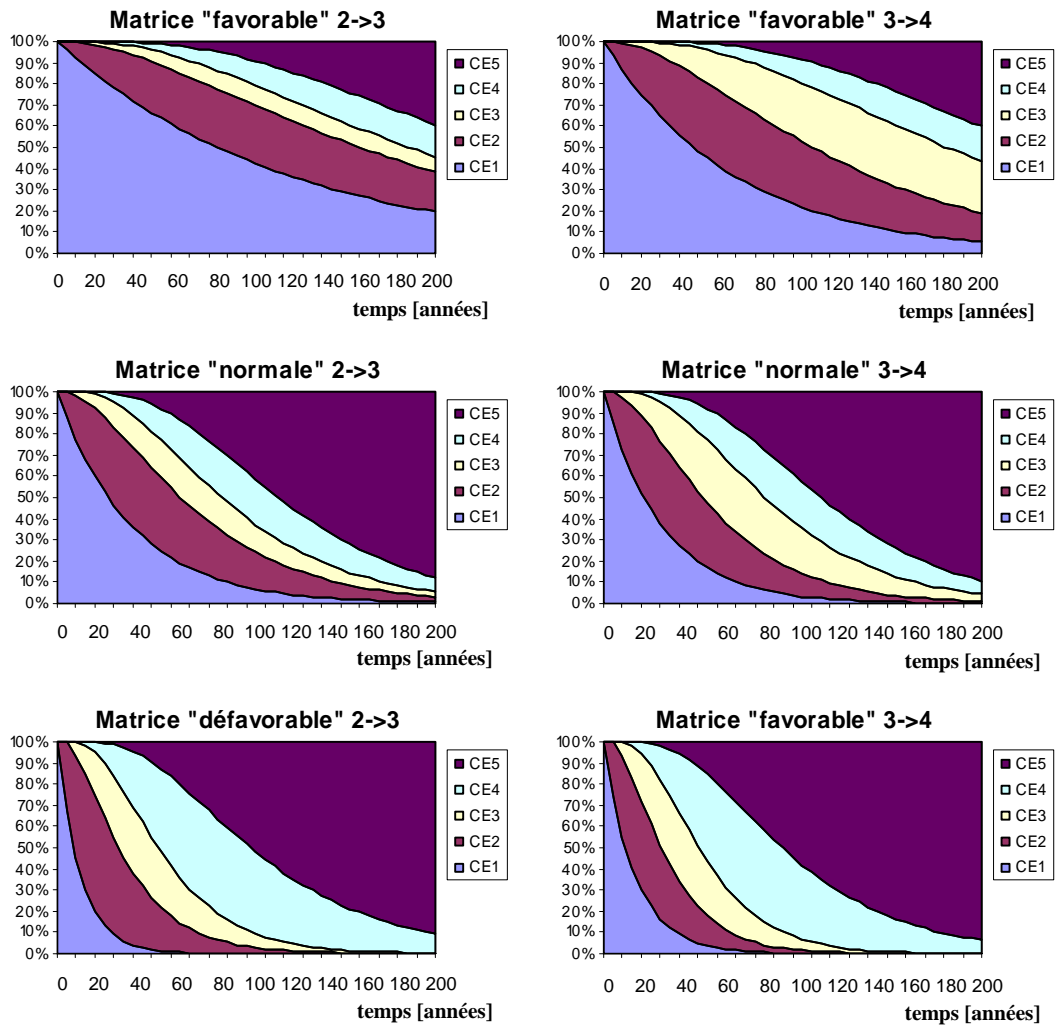 Matrice "favorable" 2->3
100%
90%
80%
70%
60%
50%
40%
30%
20%
10%
0%
0 20 40 60 80 100 120 140 160 180 200
temps [années]
CE5
CE4
CE3
CE2
CE1
Matrice "favorable" 3->4
100%
90%
80%
70%
60%
50%
40%
30%
20%
10%
0%
0 20 40 60 80 100 120 140 160 180 200
temps [années]
CE5
CE4
CE3
CE2
CE1
Matrice "normale" 2->3
100%
90%
80%
70%
60%
50%
40%
30%
20%
10%
0%
0 20 40 60 80 100 120 140 160 180 200
temps [années]
CE5
CE4
CE3
CE2
CE1
Matrice "normale" 3->4
100%
90%
80%
70%
60%
50%
40%
30%
20%
10%
0%
0 20 40 60 80 100 120 140 160 180 200
temps [années]
CE5
CE4
CE3
CE2
CE1
Matrice "défavorable" 2->3
100%
90%
80%
70%
60%
50%
40%
30%
20%
10%
0%
0 20 40 60 80 100 120 140 160 180 200
temps [années]
CE5
CE4
CE3
CE2
CE1
Matrice "favorable" 3->4
100%
90%
80%
70%
60%
50%
40%
30%
20%
10%
0%
0 20 40 60 80 100 120 140 160 180 200
temps [années]
CE5
CE4
CE3
CE2
CE1